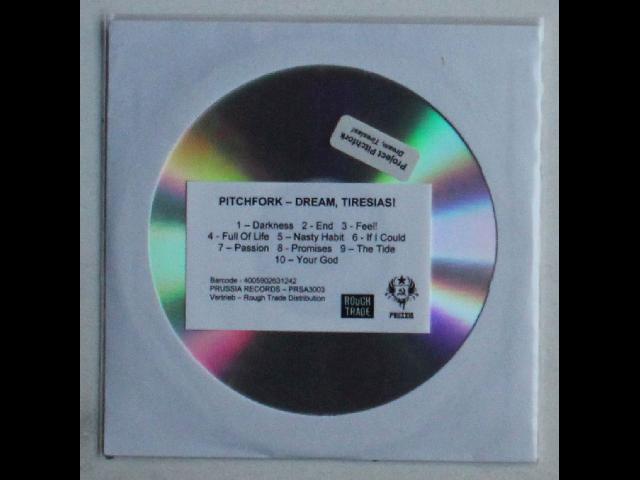 Project Pitchfork
Dream, Tiresias!
PITCHFORK – DREAM, TIRESIAS!
1 – Darkness 2 - End 3 - Feel!
4 - Full Of Life 5 – Nasty Habit 6 - If I Could
7 – Passion 8 - Promises 9 – The Tide
10 – Your God
Barcode - 4005902631242
PRUSSIA RECORDS – PRSA3003
Vertrieb – Rough Trade Distribution
ROUGH
TRADE
PRUSSIA